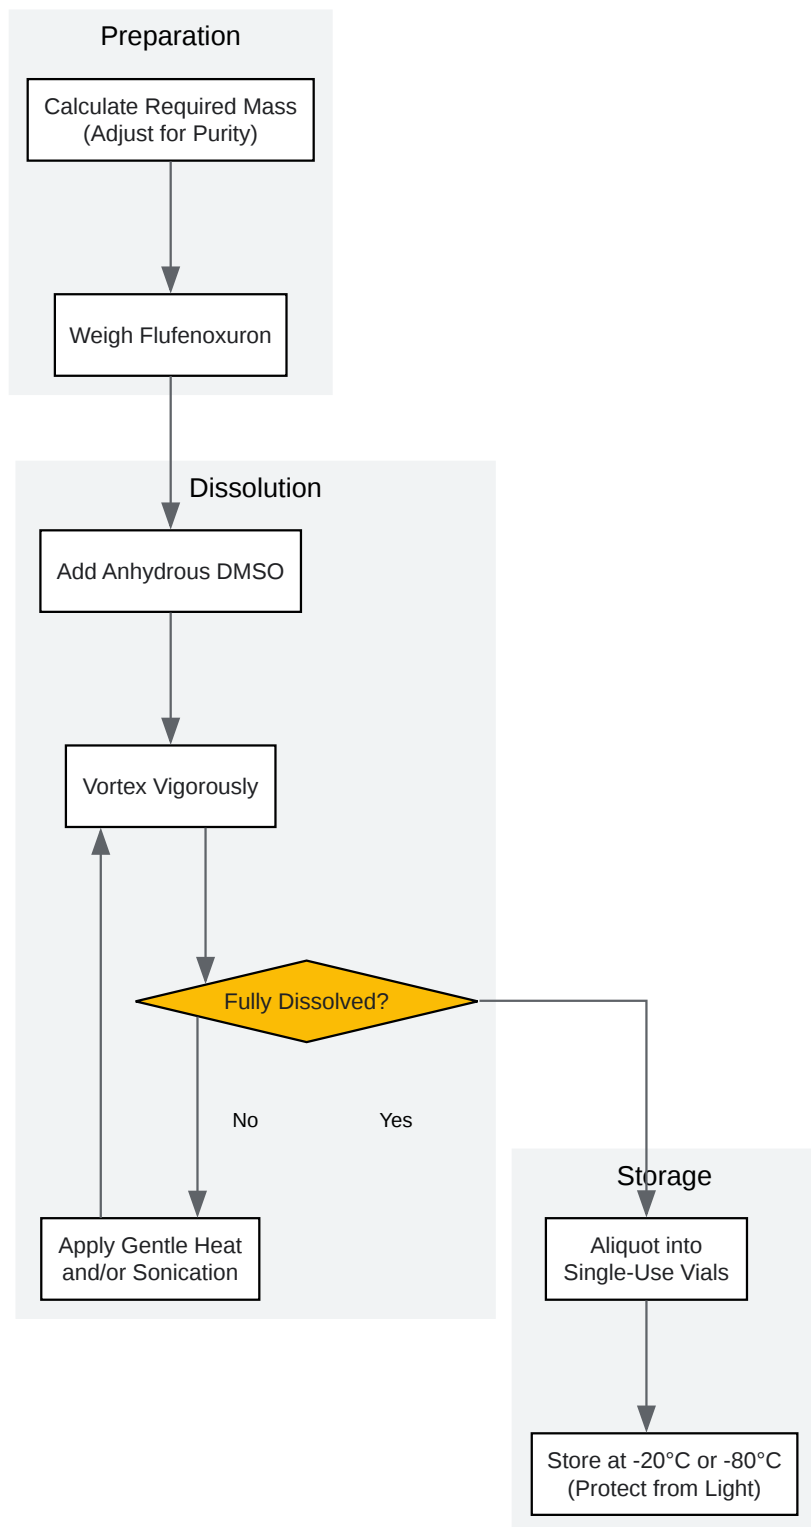 Preparation
Calculate Required Mass
(Adjust for Purity)
Weigh Flufenoxuron
Dissolution
Add Anhydrous DMSO
Vortex Vigorously
Fully Dissolved?
No
Yes
Apply Gentle Heat
and/or Sonication
Storage
Aliquot into
Single-Use Vials
Store at -20°C or -80°C
(Protect from Light)